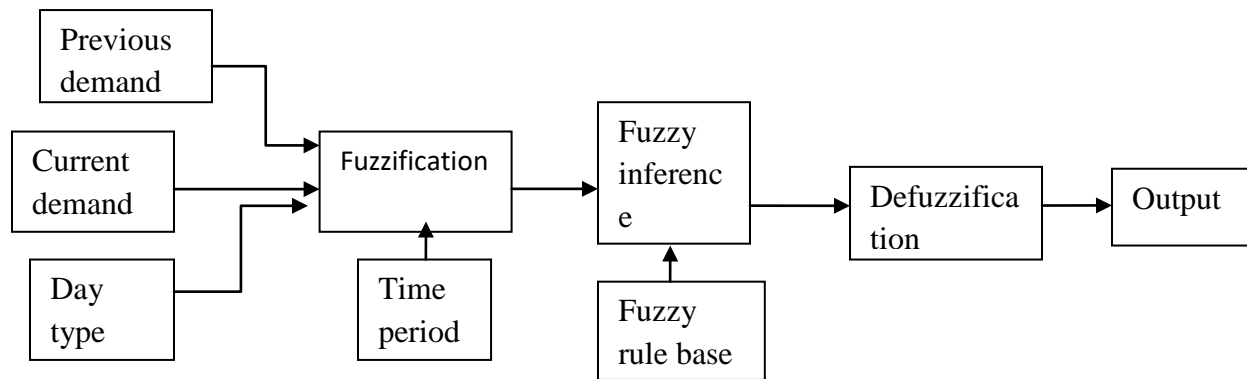 Previous
demand
Current
demand
Day
type
Fuzzification
Time
period
Fuzzy
inferenc
e
Fuzzy
rule base
Defuzzifica
tion
Output